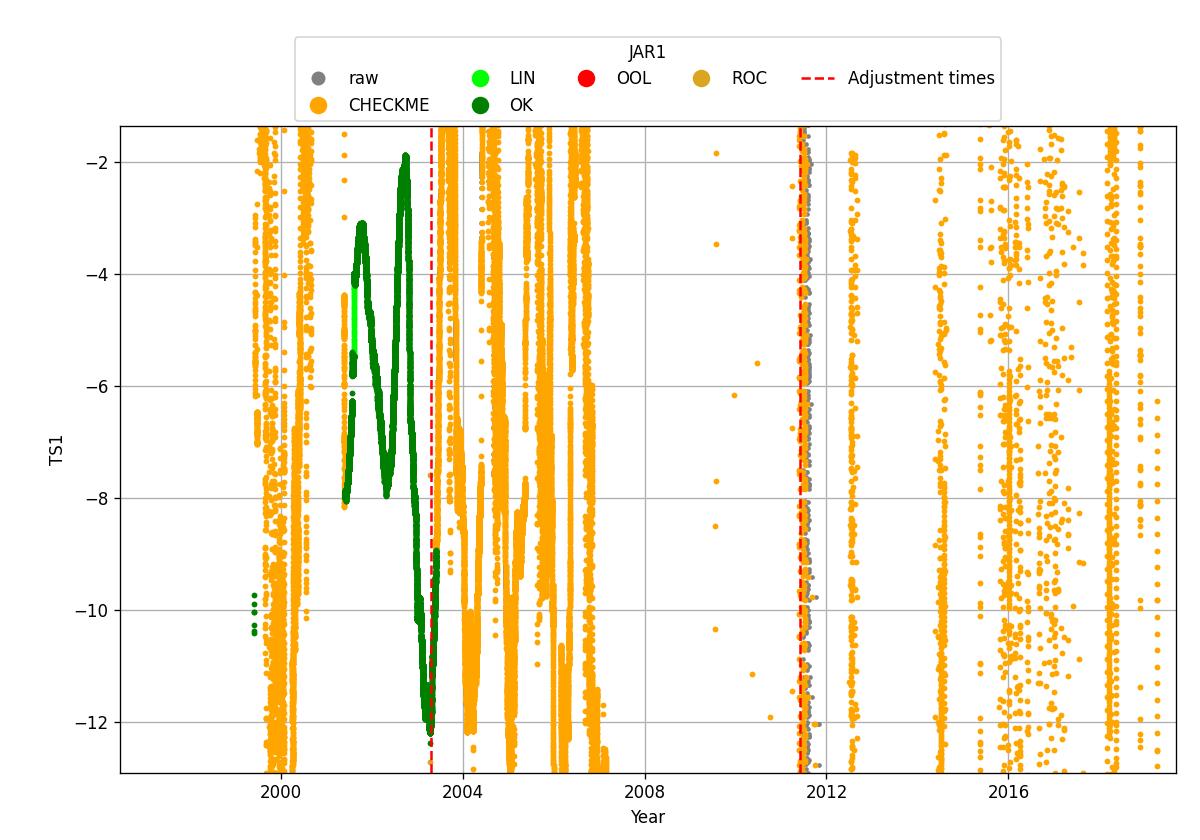 JAR1
raw LIN OOL ROC Adjustment times
CHECKME OK
−2
−4
−6
−8
−10
−12
TS1
2000 2004 2008 2012 2016
Year